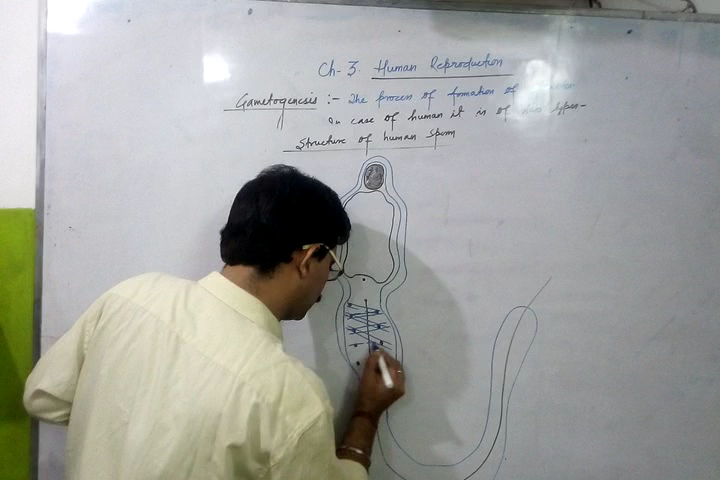 Ch- 3. Human Reproduction
Gametogenesis :- The process of formation of
In case of human it is of two types-
Structure of human sperm